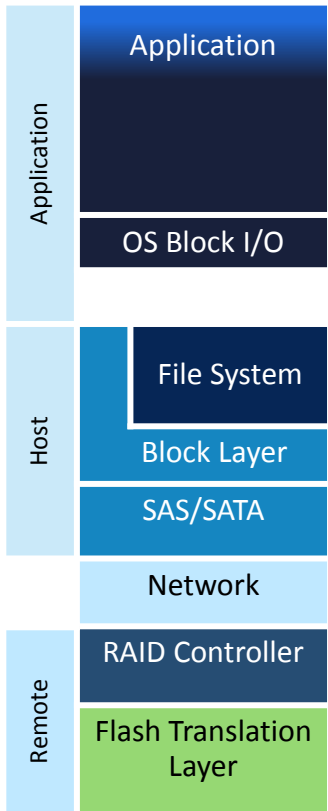 Application
Application
OS Block I/O
Host
File System
Block Layer
SAS/SATA
Network
Remote
RAID Controller
Flash Translation
Layer